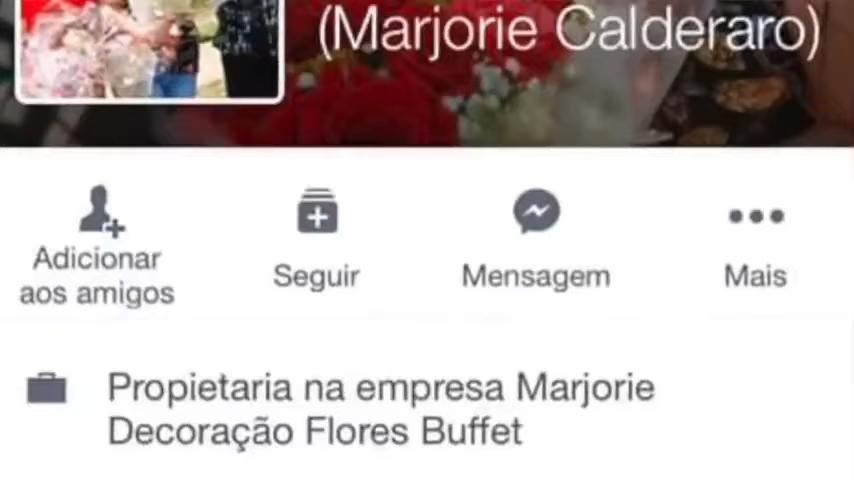 (Marjorie Calderaro)
Adicionar
aos amigos
Seguir
Mensagem
Mais
Propietaria na empresa Marjorie
Decoração Flores Buffet